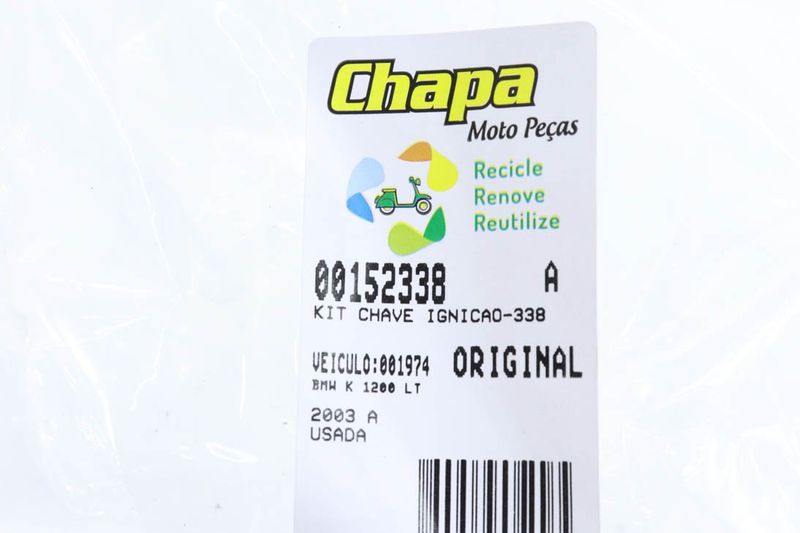 Chapa
Moto Peças
Recicle
Renove
Reutilize
00152338 A
KIT CHAVE IGNICAO-338
VEICULO:001974 ORIGINAL
BMW K 1200 LT
2003 A
USADA